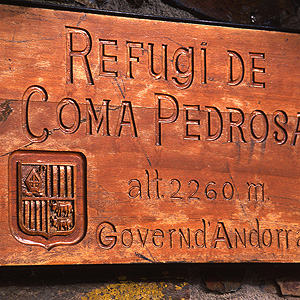 REFUGI DE
COMA PEDROSA
alt. 2260 m.
Govern d'Andorra